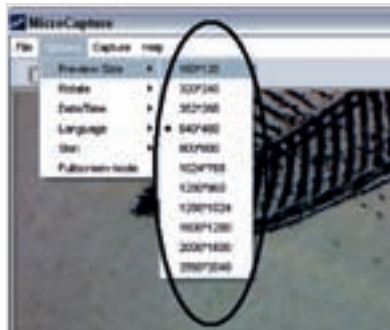 MicroCapture
File Options Capture Help
Preview Size
Rotate
Date/Time
Language
Skin
Fullscreen mode
160*120
320*240
352*288
640*480
800*600
1024*768
1280*960
1280*1024
1600*1200
2000*1600
2560*2048